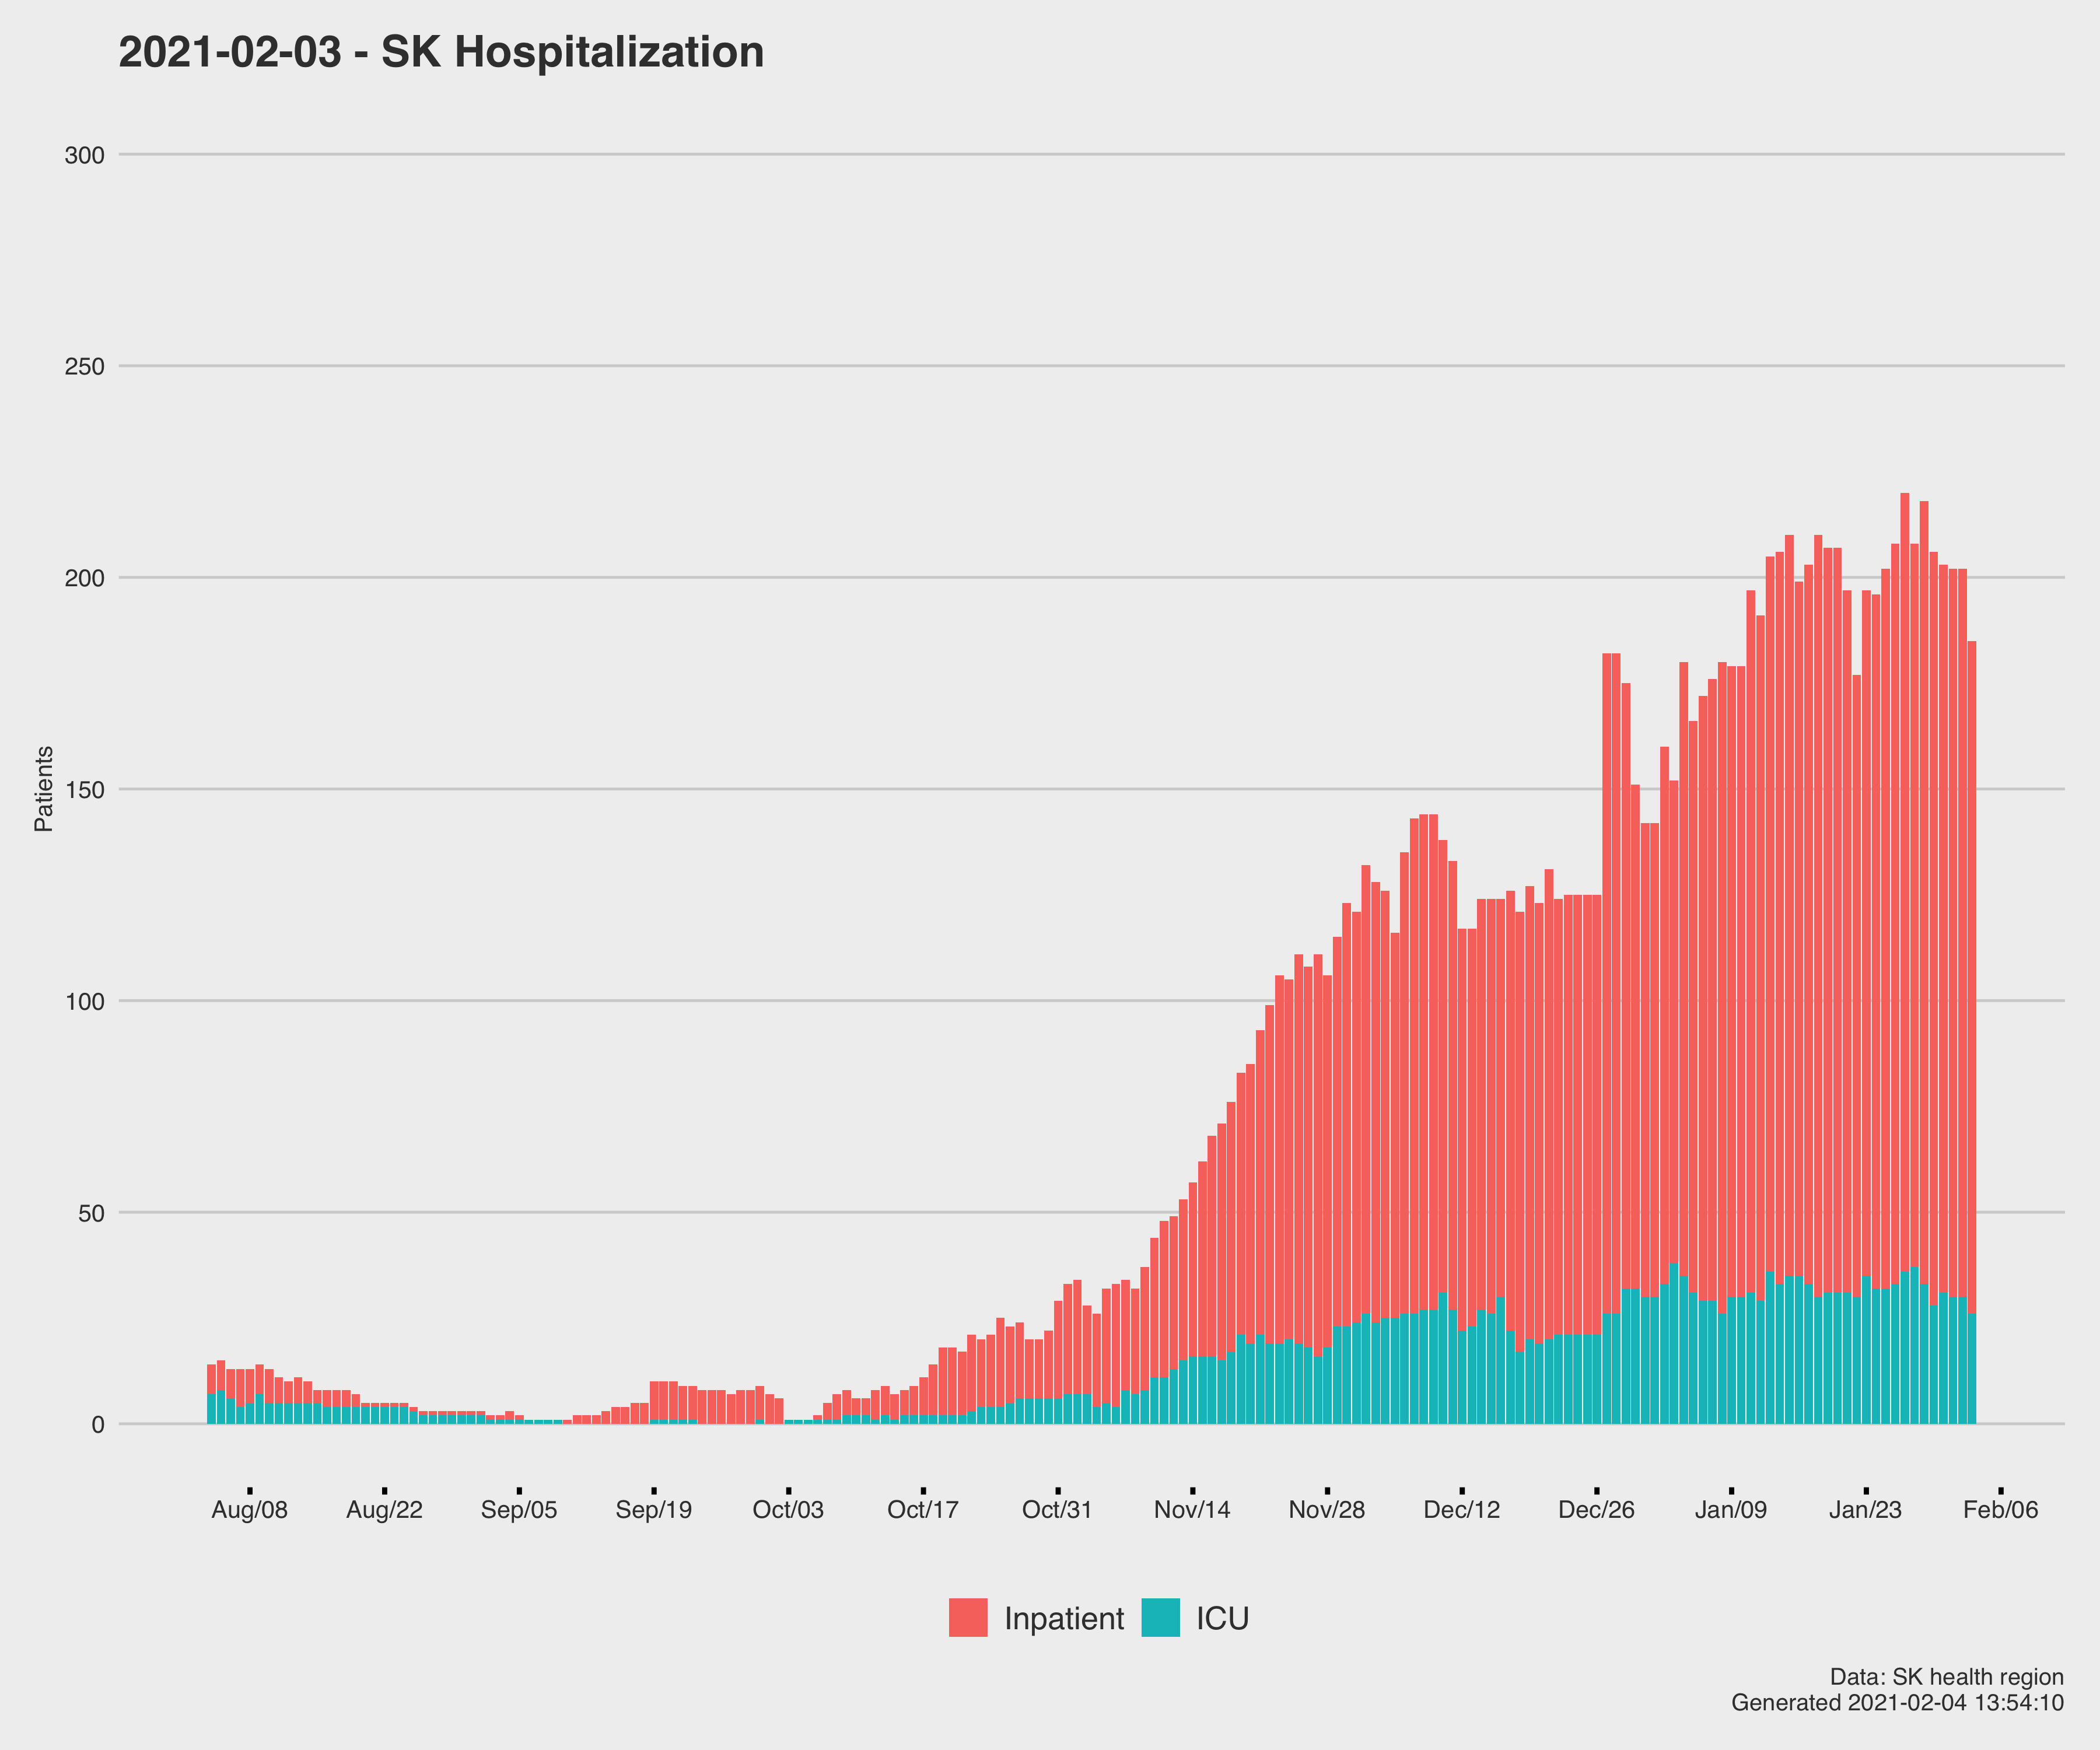 2021-02-03 - SK Hospitalization
300
250
200
150
100
50
0
Patients
Aug/08 Aug/22 Sep/05 Sep/19 Oct/03 Oct/17 Oct/31 Nov/14 Nov/28 Dec/12 Dec/26 Jan/09 Jan/23 Feb/06
Inpatient ICU
Data: SK health region
Generated 2021-02-04 13:54:10